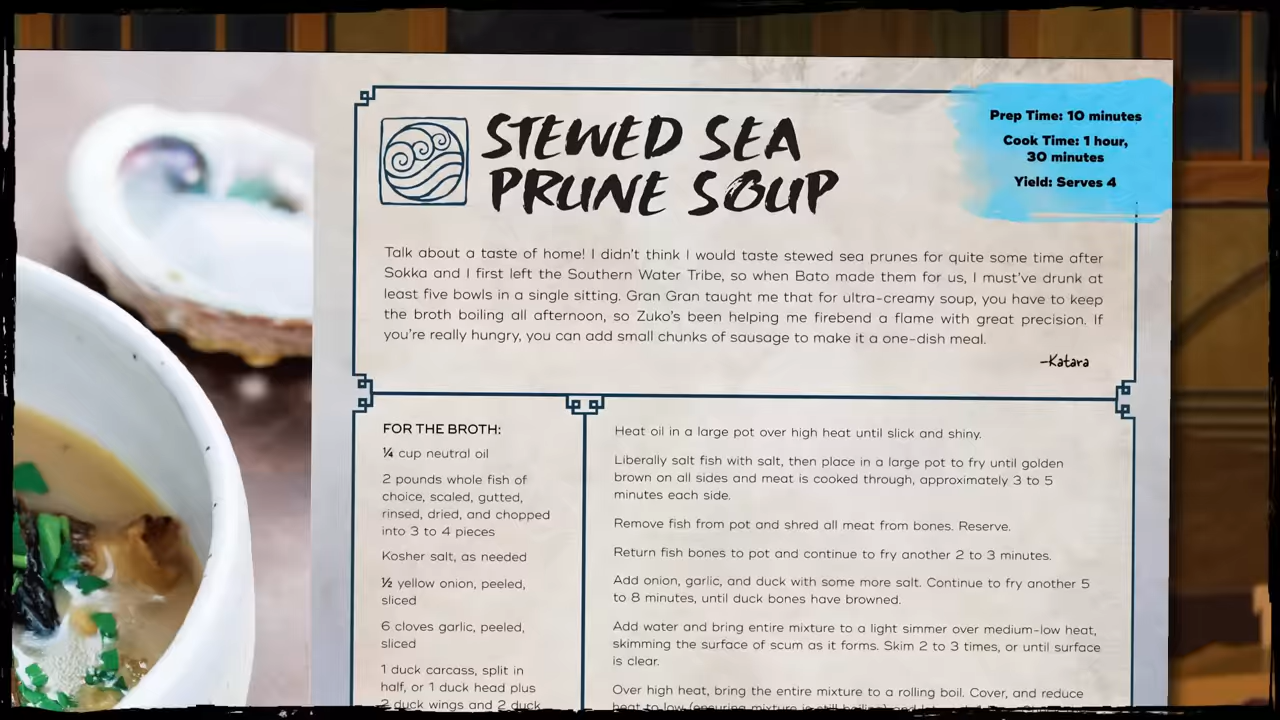 STEWED SEA
PRUNE SOUP
Prep Time: 10 minutes
Cook Time: 1 hour,
30 minutes
Yield: Serves 4
Talk about a taste of home! I didn't think I would taste stewed sea prunes for quite some time after
Sokka and I first left the Southern Water Tribe, so when Bato made them for us, I must've drunk at
least five bowls in a single sitting. Gran Gran taught me that for ultra-creamy soup, you have to keep
the broth boiling all afternoon, so Zuko's been helping me firebend a flame with great precision. If
you're really hungry, you can add small chunks of sausage to make it a one-dish meal.
–Katara
FOR THE BROTH:
¼ cup neutral oil
2 pounds whole fish of
choice, scaled, gutted,
rinsed, dried, and chopped
into 3 to 4 pieces
Kosher salt, as needed
½ yellow onion, peeled,
sliced
6 cloves garlic, peeled,
sliced
1 duck carcass, split in
half, or 1 duck head plus
2 duck wings and 2 duck
Heat oil in a large pot over high heat until slick and shiny.
Liberally salt fish with salt, then place in a large pot to fry until golden
brown on all sides and meat is cooked through, approximately 3 to 5
minutes each side.
Remove fish from pot and shred all meat from bones. Reserve.
Return fish bones to pot and continue to fry another 2 to 3 minutes.
Add onion, garlic, and duck with some more salt. Continue to fry another 5
to 8 minutes, until duck bones have browned.
Add water and bring entire mixture to a light simmer over medium-low heat,
skimming the surface of scum as it forms. Skim 2 to 3 times, or until surface
is clear.
Over high heat, bring the entire mixture to a rolling boil. Cover, and reduce
heat to low (ensuring mixture is still boiling) and